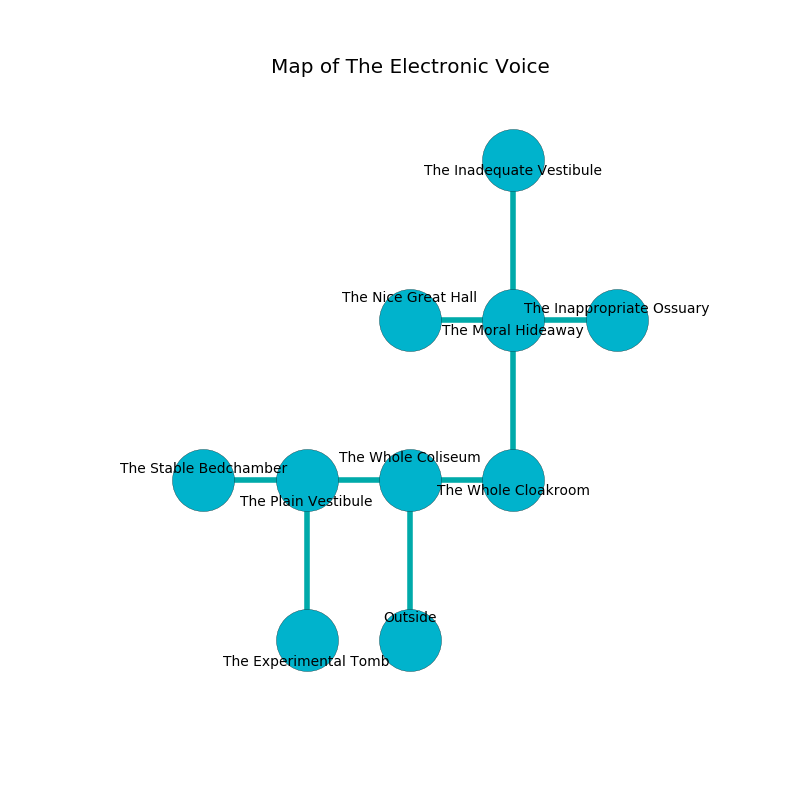 Map of The Electronic Voice
The Inadequate Vestibule
The Nice Great Hall
The Inappropriate Ossuary
The Moral Hideaway
The Whole Coliseum
The Stable Bedchamber
The Whole Cloakroom
The Plain Vestibule
Outside
The Experimental Tomb